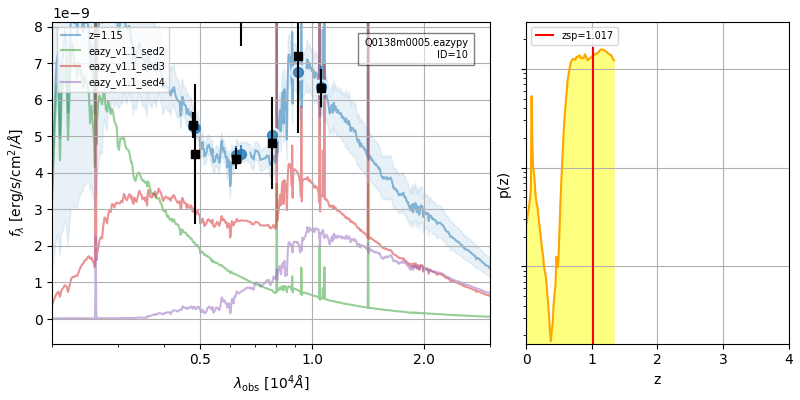 1e−9
z=1.15
eazy_v1.1_sed2
eazy_v1.1_sed3
eazy_v1.1_sed4
Q0138m0005.eazypy
ID=10
8
7
6
5
4
3
2
1
0
fλ [erg/s/cm²/Å]
0.5
1.0
2.0
λobs [10⁴Å]
zsp=1.017
p(z)
0
1
2
3
4
z